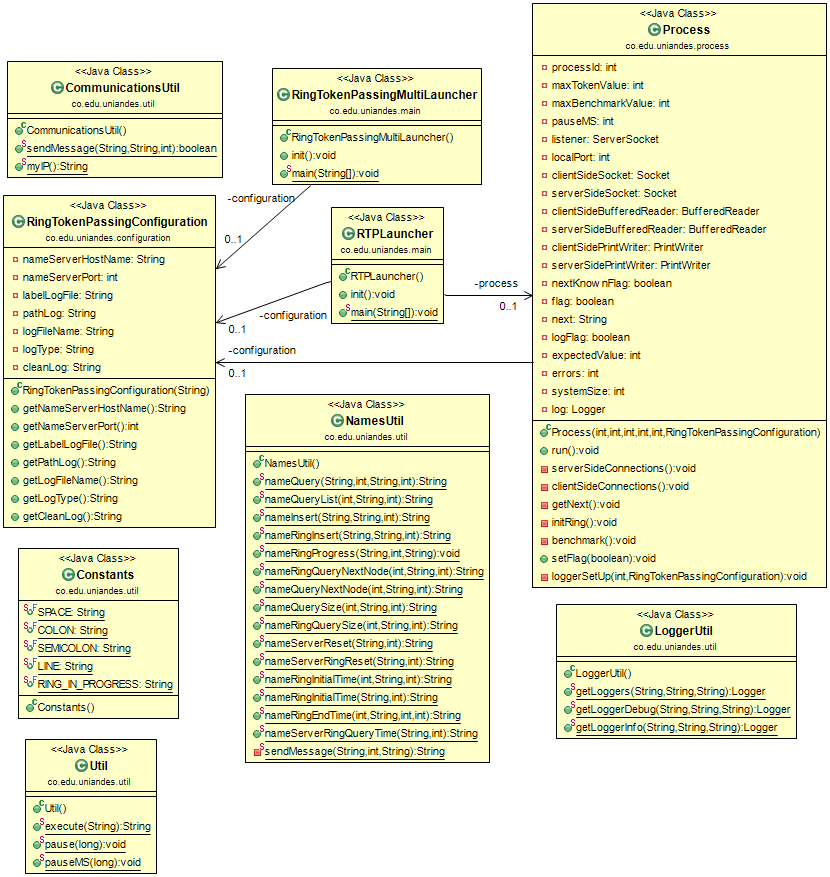 <<Java Class>>
CommunicationsUtil
co.edu.uniandes.util
CommunicationsUtil()
sendMessage(String,String,int):boolean
myIP():String
<<Java Class>>
RingTokenPassingMultiLauncher
co.edu.uniandes.main
RingTokenPassingMultiLauncher()
init():void
main(String[]):void
<<Java Class>>
Process
co.edu.uniandes.process
processId: int
maxTokenValue: int
maxBenchmarkValue: int
pauseMS: int
listener: ServerSocket
localPort: int
clientSideSocket: Socket
serverSideSocket: Socket
clientSideBufferedReader: BufferedReader
serverSideBufferedReader: BufferedReader
clientSidePrintWriter: PrintWriter
serverSidePrintWriter: PrintWriter
nextKnownFlag: boolean
flag: boolean
next: String
logFlag: boolean
expectedValue: int
errors: int
systemSize: int
log: Logger
Process(int,int,int,int,int,RingTokenPassingConfiguration)
run():void
serverSideConnections():void
clientSideConnections():void
getNext():void
initRing():void
benchmark():void
setFlag(boolean):void
loggerSetUp(int,RingTokenPassingConfiguration):void
-configuration
0..1
<<Java Class>>
RingTokenPassingConfiguration
co.edu.uniandes.configuration
nameServerHostName: String
nameServerPort: int
labelLogFile: String
pathLog: String
logFileName: String
logType: String
cleanLog: String
RingTokenPassingConfiguration(String)
getNameServerHostName():String
getNameServerPort():int
getLabelLogFile():String
getPathLog():String
getLogFileName():String
getLogType():String
getCleanLog():String
<<Java Class>>
RTPLauncher
co.edu.uniandes.main
RTPLauncher()
init():void
main(String[]):void
-process
0..1
-configuration
0..1
-configuration
0..1
<<Java Class>>
NamesUtil
co.edu.uniandes.util
NamesUtil()
nameQuery(String,int,String,int):String
nameQueryList(int,String,int):String
nameInsert(String,String,int):String
nameRingInsert(String,String,int):String
nameRingProgress(String,int,String):void
nameRingQueryNextNode(int,String,int):String
nameQueryNextNode(int,String,int):String
nameQuerySize(int,String,int):String
nameRingQuerySize(int,String,int):String
nameServerReset(String,int):String
nameServerRingReset(String,int):String
nameRingInitialTime(int,String,int):String
nameRingInitialTime(String,int):String
nameRingEndTime(int,String,int,int):String
nameServerRingQueryTime(String,int):String
sendMessage(String,int,String):String
<<Java Class>>
Constants
co.edu.uniandes.util
SPACE: String
COLON: String
SEMICOLON: String
LINE: String
RING_IN_PROGRESS: String
Constants()
<<Java Class>>
LoggerUtil
co.edu.uniandes.util
LoggerUtil()
getLoggers(String,String,String):Logger
getLoggerDebug(String,String,String):Logger
getLoggerInfo(String,String,String):Logger
<<Java Class>>
Util
co.edu.uniandes.util
Util()
execute(String):String
pause(long):void
pauseMS(long):void